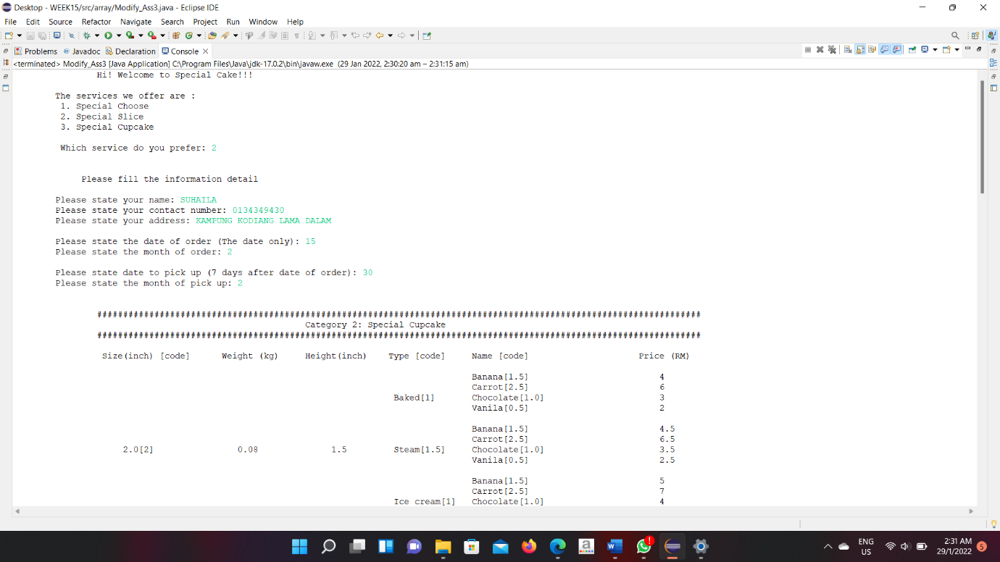 Desktop - WEEK15/src/array/Modify_Ass3.java - Eclipse IDE
File Edit Source Refactor Navigate Search Project Run Window Help
Problems @ Javadoc Declaration Console
<terminated> Modify_Ass3 [Java Application] C:\Program Files\Java\jdk-17.0.2\bin\javaw.exe (29 Jan 2022, 2:30:20 am – 2:31:15 am)
Hi! Welcome to Special Cake!!!
The services we offer are :
1. Special Choose
2. Special Slice
3. Special Cupcake
Which service do you prefer: 2
Please fill the information detail
Please state your name: SUHAILA
Please state your contact number: 0134349430
Please state your address: KAMPUNG KODIANG LAMA DALAM
Please state the date of order (The date only): 15
Please state the month of order: 2
Please state date to pick up (7 days after date of order): 30
Please state the month of pick up: 2
####################################################################################################################
Category 2: Special Cupcake
####################################################################################################################
Size(inch) [code] Weight (kg) Height(inch) Type [code] Name [code] Price (RM)
Banana[1.5] 4
Carrot[2.5] 6
Baked[1] Chocolate[1.0] 3
Vanila[0.5] 2
Banana[1.5] 4.5
Carrot[2.5] 6.5
2.0[2] 0.08 1.5 Steam[1.5] Chocolate[1.0] 3.5
Vanila[0.5] 2.5
Banana[1.5] 5
Carrot[2.5] 7
Ice cream[1] Chocolate[1.0] 4
ENG
US
2:31 AM
29/1/2022
5